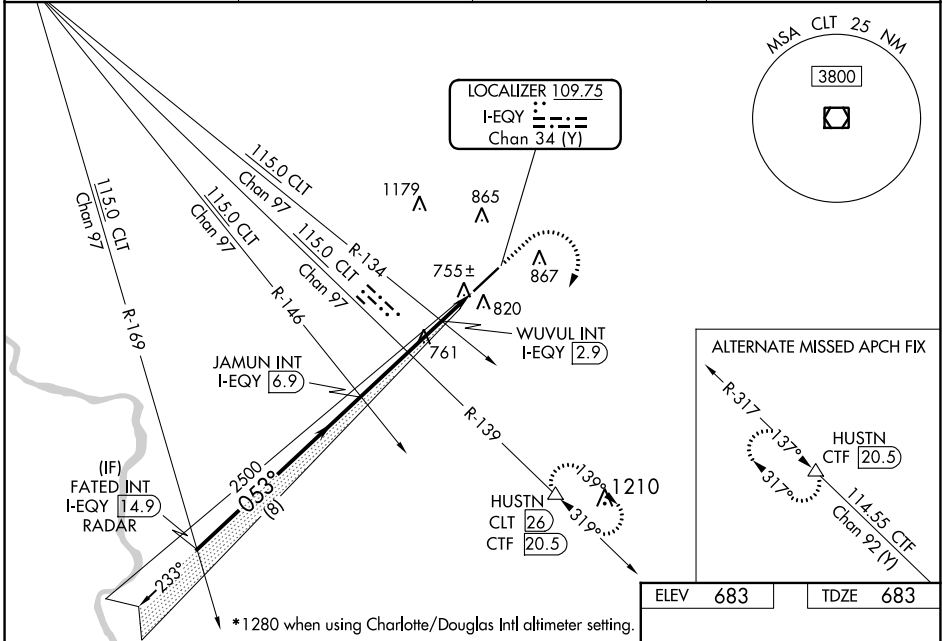 MSA CLT 25 NM
3800
LOCALIZER 109.75
I-EQY
Chan 34 (Y)
115.0 CLT
Chan 97
R-134
115.0 CLT
Chan 97
R-139
115.0 CLT
Chan 97
R-146
115.0 CLT
Chan 97
R-169
1179
865
867
755±
820
761
WUVUL INT
I-EQY 2.9
JAMUN INT
I-EQY 6.9
(IF)
FATED INT
I-EQY 14.9
RADAR
2500
053°
(8)
233°
HUSTN
CLT 26
CTF 20.5
139°
319°
1210
ALTERNATE MISSED APCH FIX
R-317
137°
317°
HUSTN
CTF 20.5
114.55 CTF
Chan 92 (Y)
*1280 when using Charlotte/Douglas Intl altimeter setting.
ELEV 683
TDZE 683